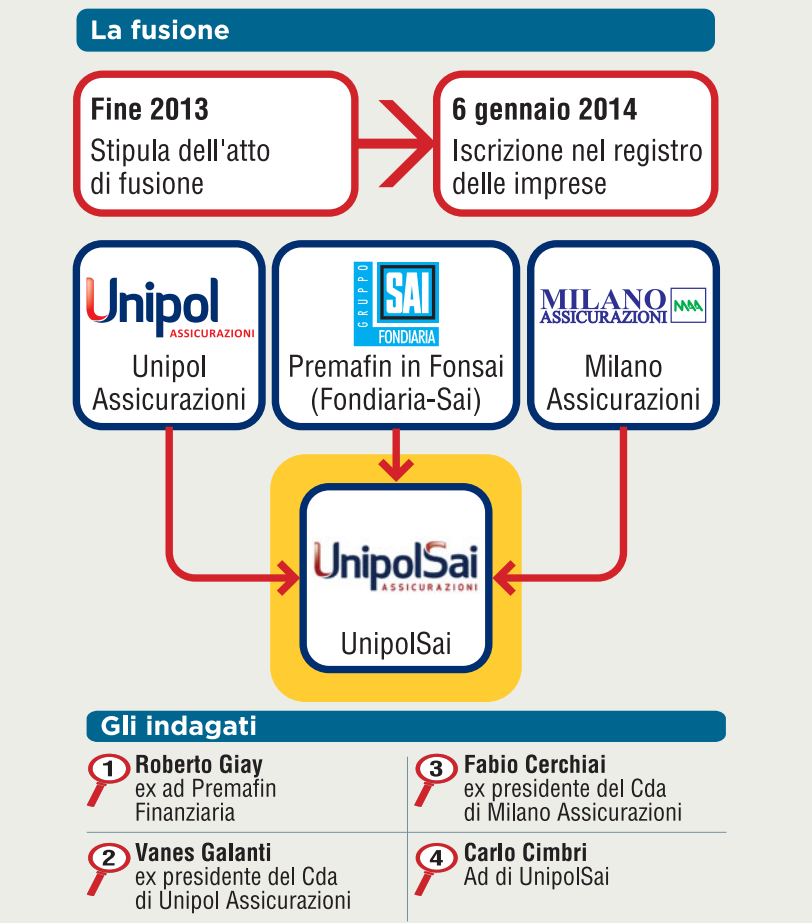 La fusione
Fine 2013
Stipula dell'atto
di fusione
6 gennaio 2014
Iscrizione nel registro
delle imprese
Unipol
ASSICURAZIONI
Unipol
Assicurazioni
GRUPPO
SAI
FONDIARIA
Premafin in Fonsai
(Fondiaria-Sai)
MILANO
ASSICURAZIONI
Milano
Assicurazioni
UnipolSai
ASSICURAZIONI
UnipolSai
Gli indagati
1
Roberto Giay
ex ad Premafin
Finanziaria
2
Vanes Galanti
ex presidente del Cda
di Unipol Assicurazioni
3
Fabio Cerchiai
ex presidente del Cda
di Milano Assicurazioni
4
Carlo Cimbri
Ad di UnipolSai